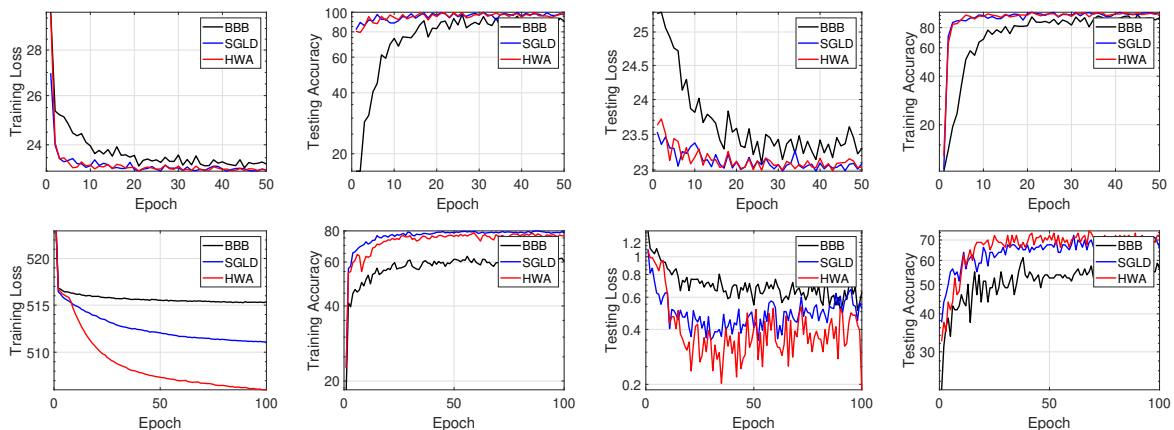 Training Loss
28
26
24
0 10 20 30 40 50
Epoch
BBB
SGLD
HWA
Testing Accuracy
100
80
60
40
20
0 10 20 30 40 50
Epoch
BBB
SGLD
HWA
Testing Loss
25
24.5
24
23.5
23
0 10 20 30 40 50
Epoch
BBB
SGLD
HWA
Training Accuracy
80
60
40
20
0 10 20 30 40 50
Epoch
BBB
SGLD
HWA
Training Loss
520
515
510
0 50 100
Epoch
BBB
SGLD
HWA
Training Accuracy
80
60
40
20
0 50 100
Epoch
BBB
SGLD
HWA
Testing Loss
1.2
0.8
0.6
0.4
0.2
0 50 100
Epoch
BBB
SGLD
HWA
Testing Accuracy
70
60
50
40
30
0 50 100
Epoch
BBB
SGLD
HWA